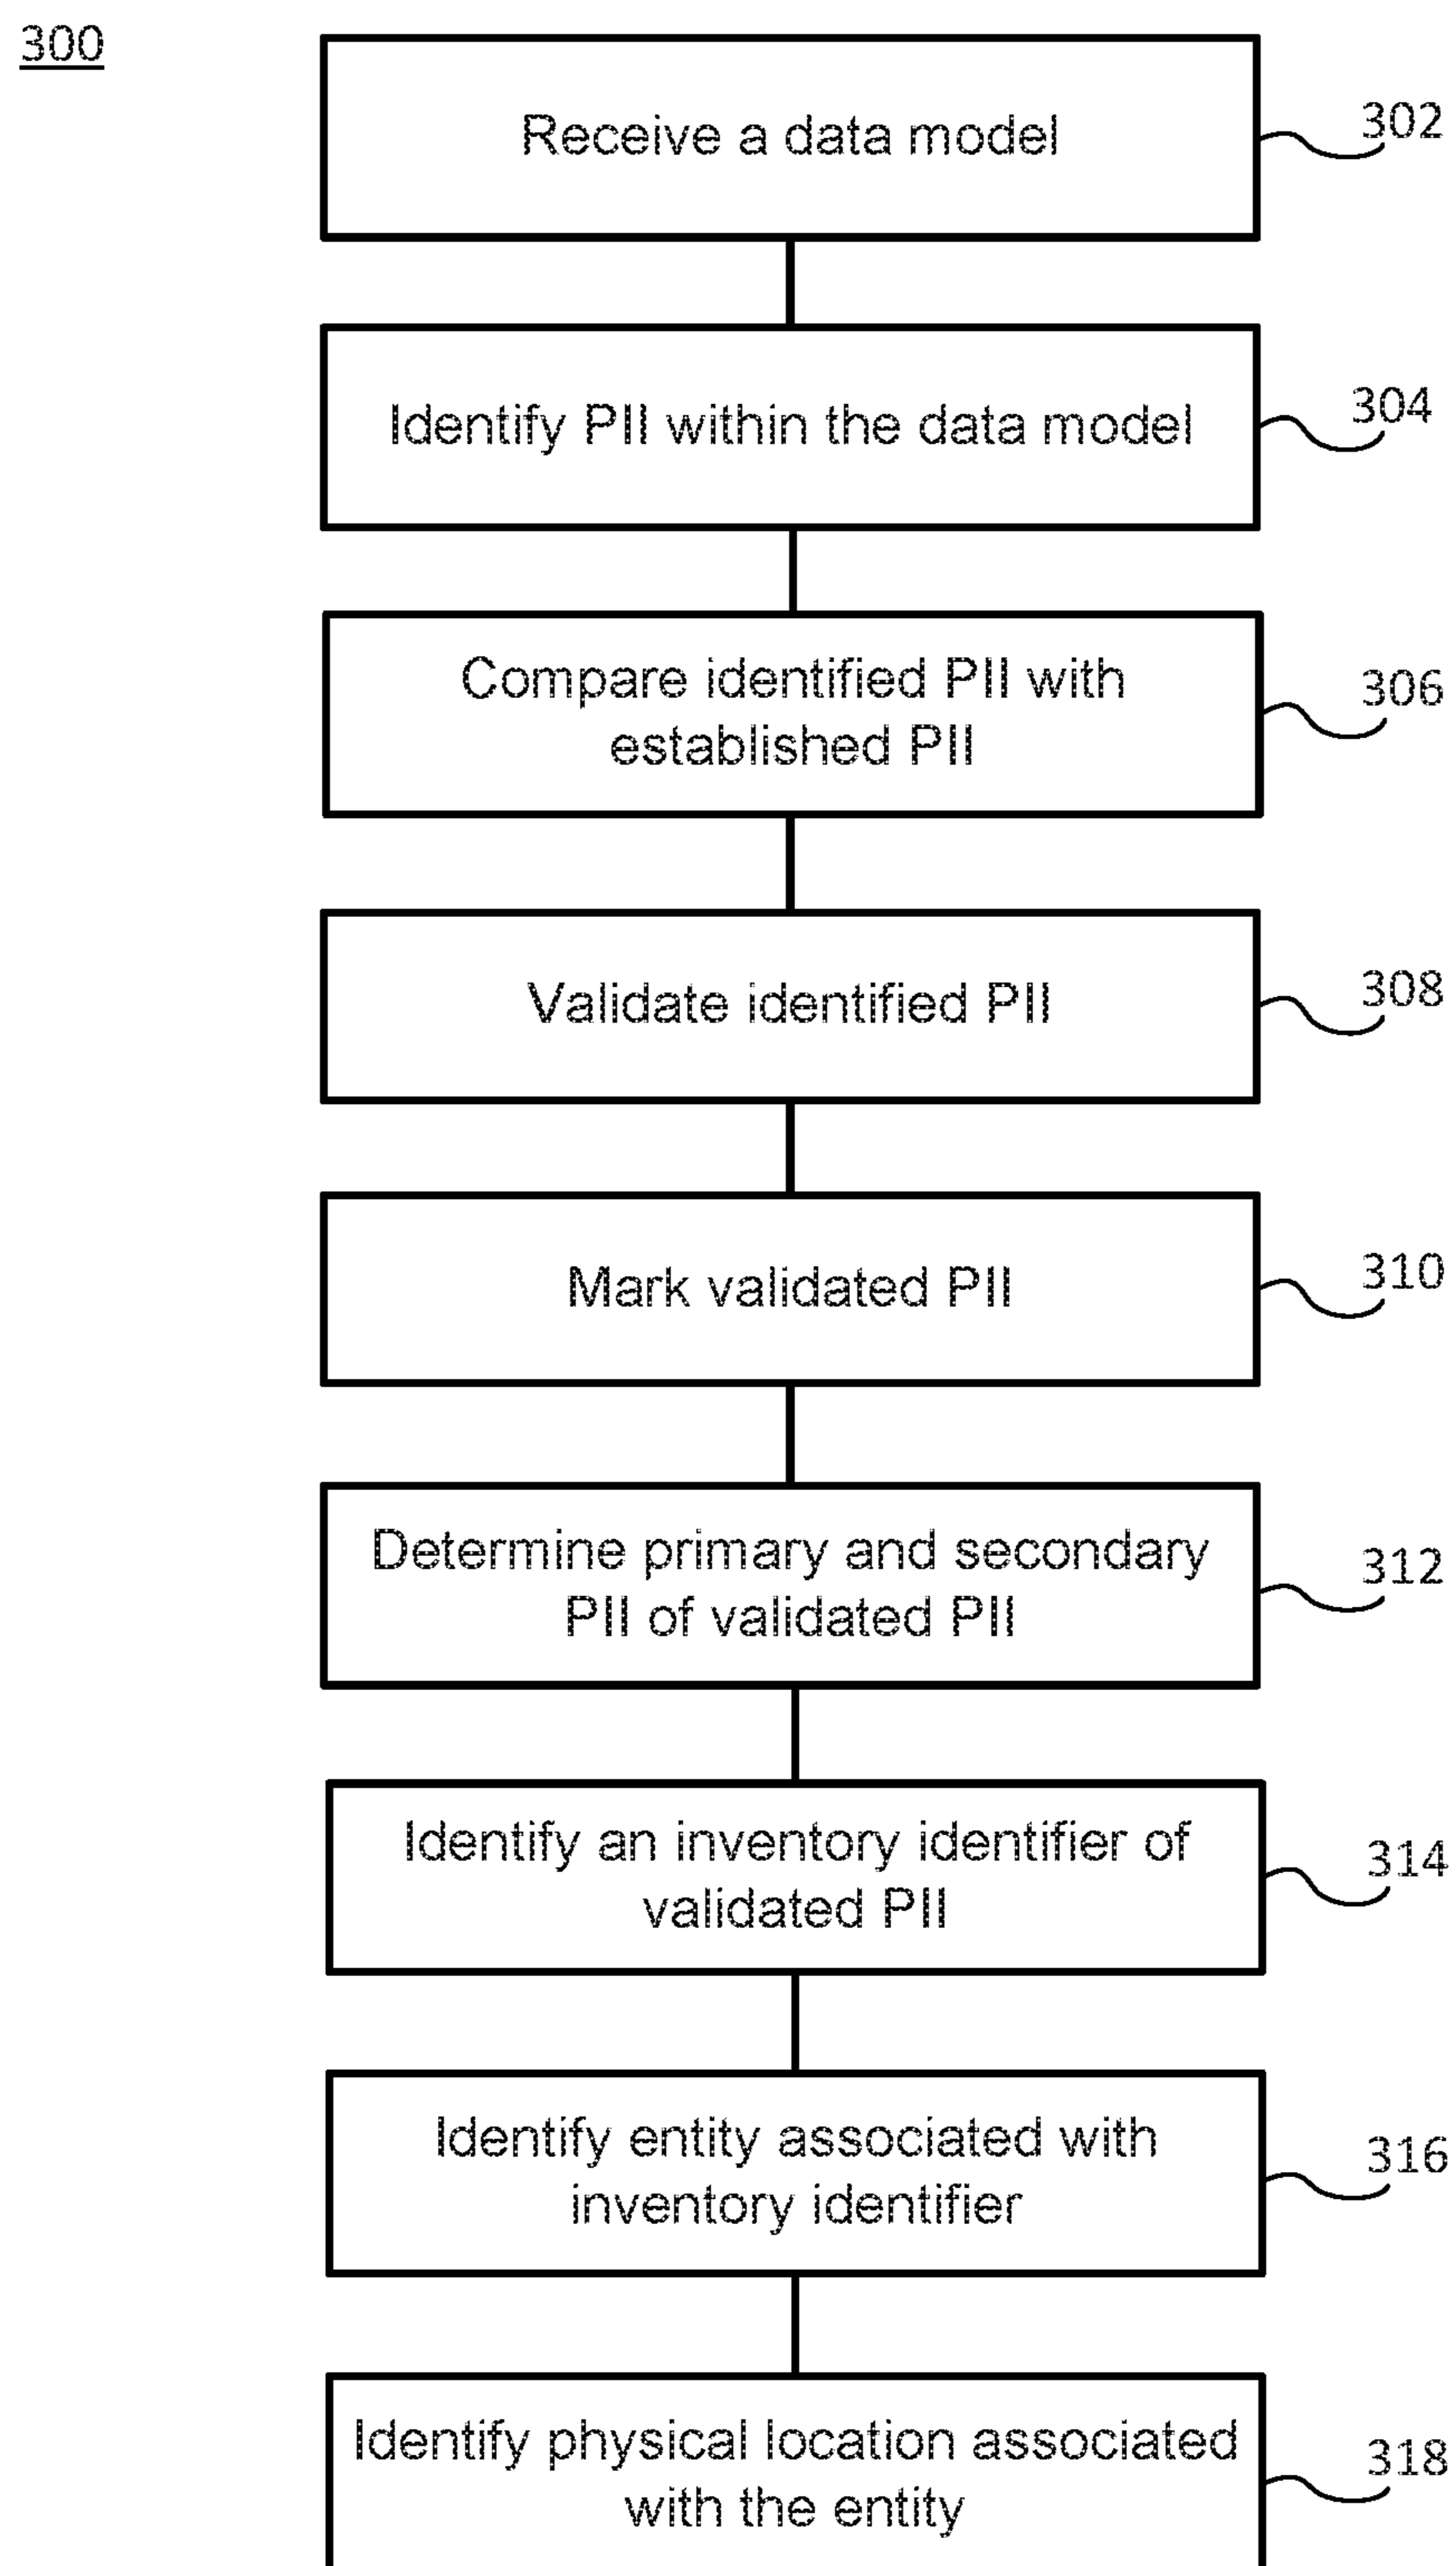 300
Receive a data model
302
Identify PII within the data model
304
Compare identified PII with
established PII
306
Validate identified PII
308
Mark validated PII
310
Determine primary and secondary
PII of validated PII
312
Identify an inventory identifier of
validated PII
314
Identify entity associated with
inventory identifier
316
Identify physical location associated
with the entity
318